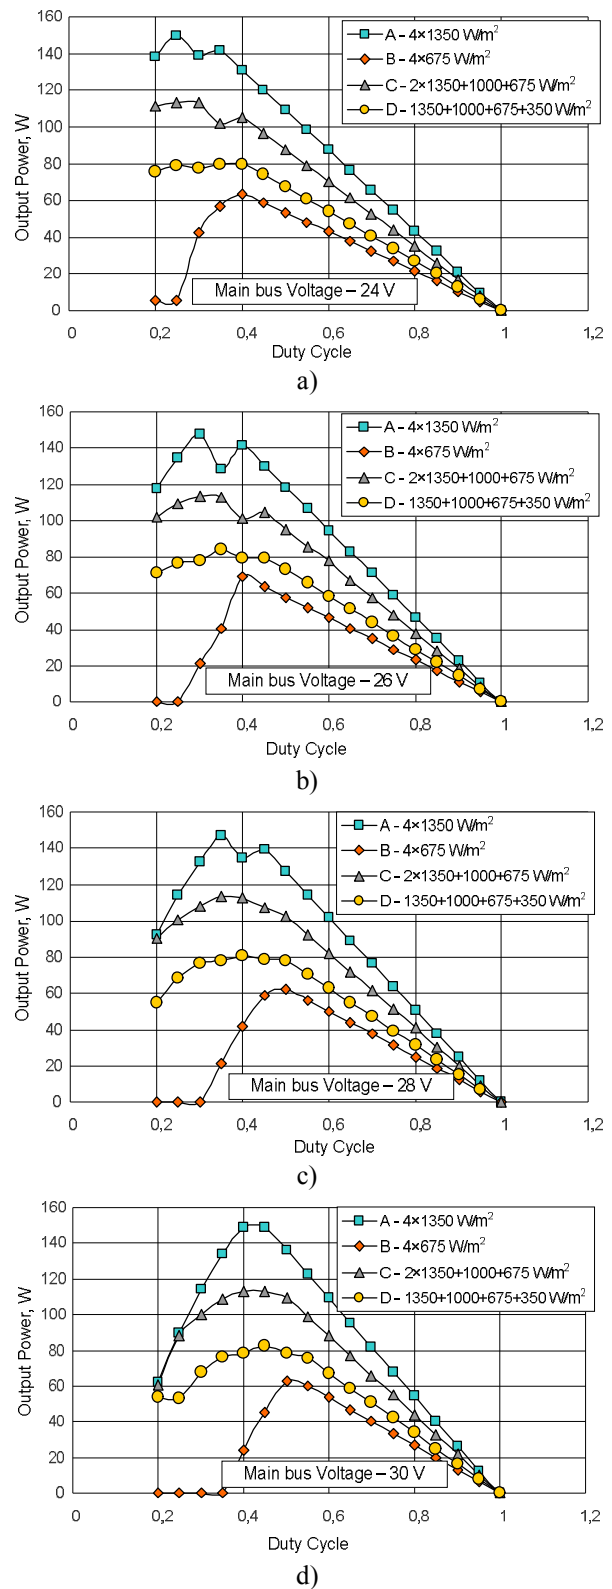 160
140
120
100
80
60
40
20
0
Output Power, W
A - 4×1350 W/m²
B - 4×675 W/m²
C - 2×1350+1000+675 W/m²
D - 1350+1000+675+350 W/m²
Main bus Voltage – 24 V
0 0,2 0,4 0,6 0,8 1 1,2
Duty Cycle
a)
160
140
120
100
80
60
40
20
0
Output Power, W
A - 4×1350 W/m²
B - 4×675 W/m²
C - 2×1350+1000+675 W/m²
D - 1350+1000+675+350 W/m²
Main bus Voltage – 26 V
0 0,2 0,4 0,6 0,8 1 1,2
Duty Cycle
b)
160
140
120
100
80
60
40
20
0
Output Power, W
A - 4×1350 W/m²
B - 4×675 W/m²
C - 2×1350+1000+675 W/m²
D - 1350+1000+675+350 W/m²
Main bus Voltage – 28 V
0 0,2 0,4 0,6 0,8 1 1,2
Duty Cycle
c)
160
140
120
100
80
60
40
20
0
Output Power, W
A - 4×1350 W/m²
B - 4×675 W/m²
C - 2×1350+1000+675 W/m²
D - 1350+1000+675+350 W/m²
Main bus Voltage – 30 V
0 0,2 0,4 0,6 0,8 1 1,2
Duty Cycle
d)